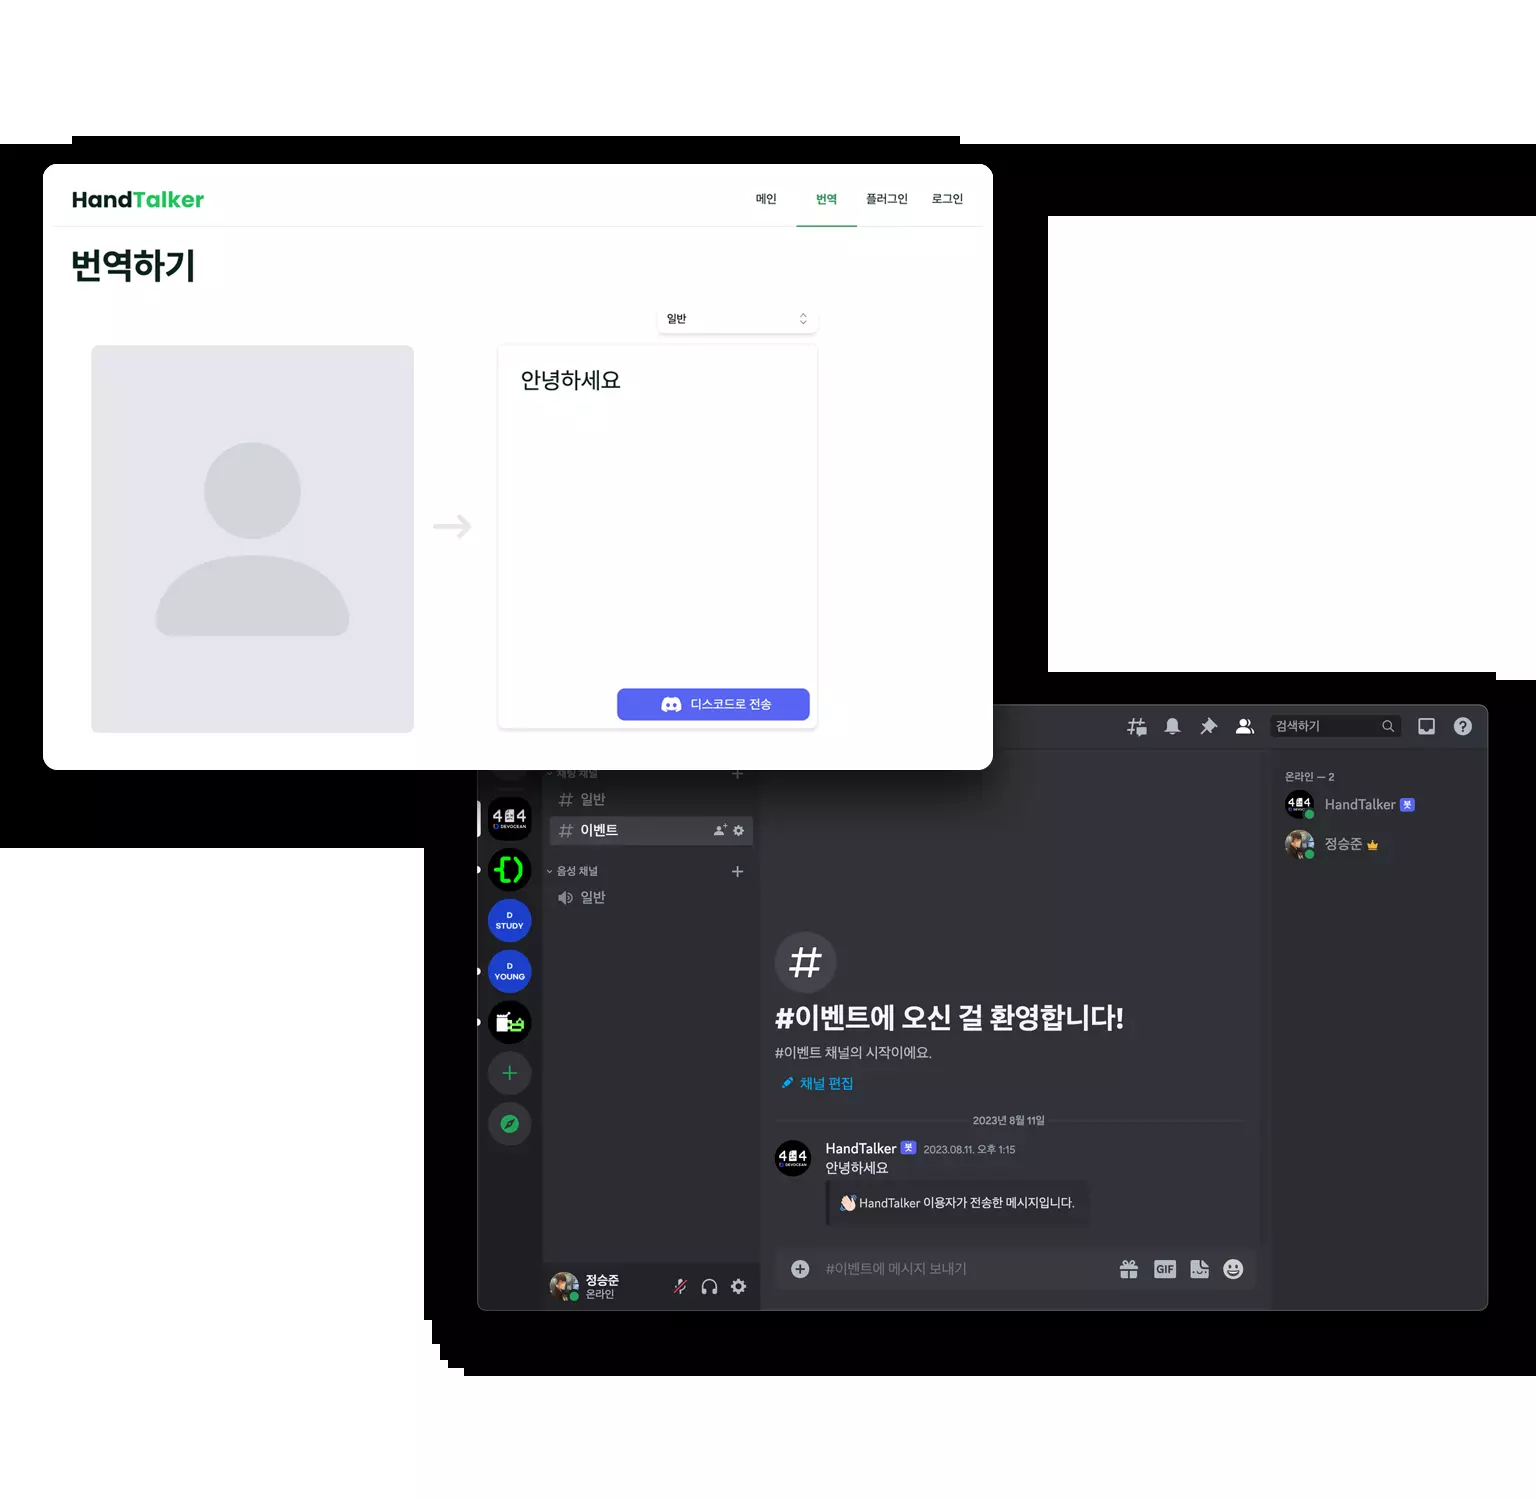 HandTalker
메인 번역 플러그인 로그인
번역하기
일반
안녕하세요
디스코드로 전송
검색하기
채팅 채널
일반
이벤트
음성 채널
일반
404
DEVOCEAN
D
STUDY
D
YOUNG
#이벤트에 오신 걸 환영합니다!
#이벤트 채널의 시작이에요.
채널 편집
2023년 8월 11일
404
DEVOCEAN
HandTalker 봇 2023.08.11. 오후 1:15
안녕하세요
HandTalker 이용자가 전송한 메시지입니다.
#이벤트에 메시지 보내기
GIF
정승준
온라인
온라인 — 2
404
HandTalker 봇
정승준